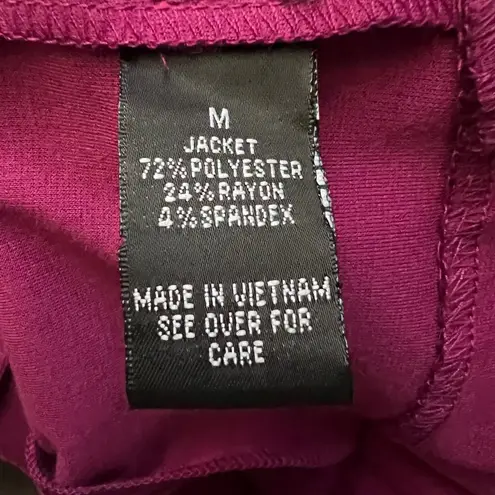 M
JACKET
72% POLYESTER
24% RAYON
4% SPANDEX
MADE IN VIETNAM
SEE OVER FOR
CARE